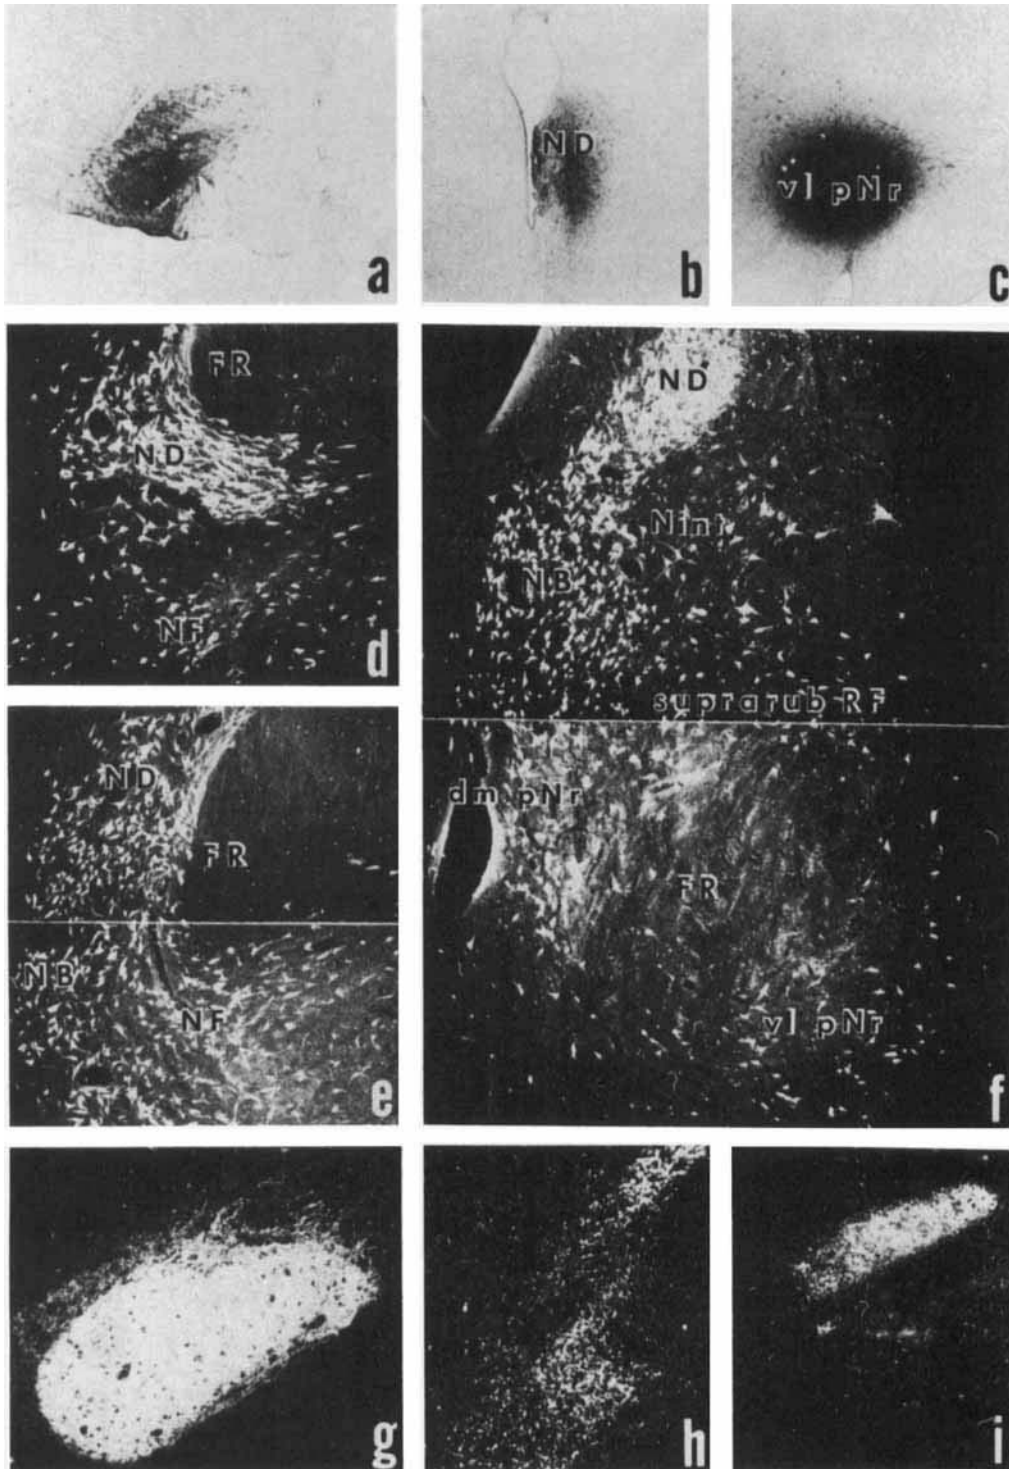 a
ND
b
vl pNr
c
FR
ND
NF
d
ND
Nint
NB
suprarub RF
dm pNr
FR
vl pNr
f
ND
FR
NB
NF
e
g
h
i